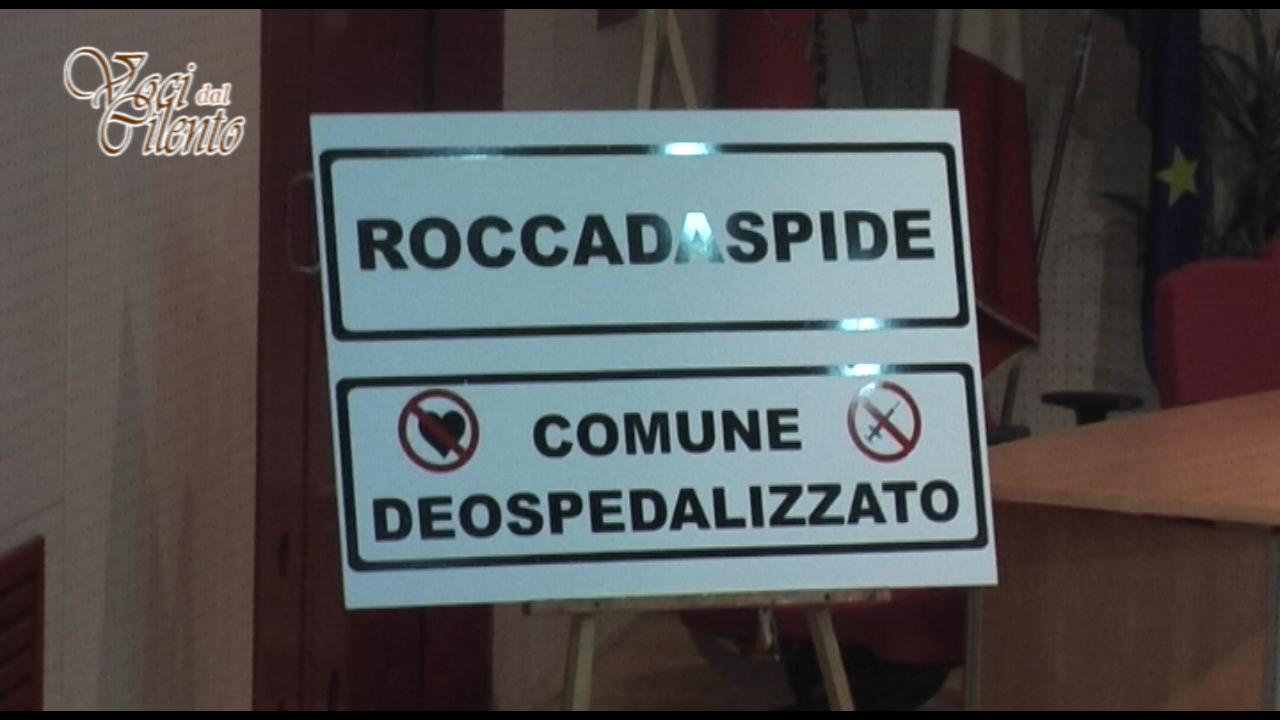 Voci dal
Cilento
ROCCADASPIDE
COMUNE
DEOSPEDALIZZATO